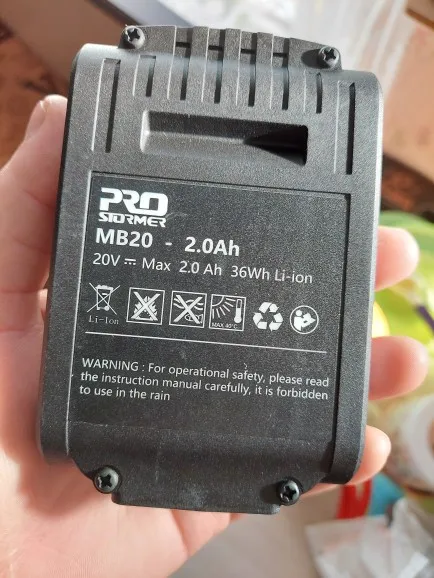 PRO
STORMER
MB20 - 2.0Ah
20V Max 2.0 Ah 36Wh Li-ion
Li-Ion
MAX 40°C
WARNING : For operational safety, please read
the instruction manual carefully, it is forbidden
to use in the rain